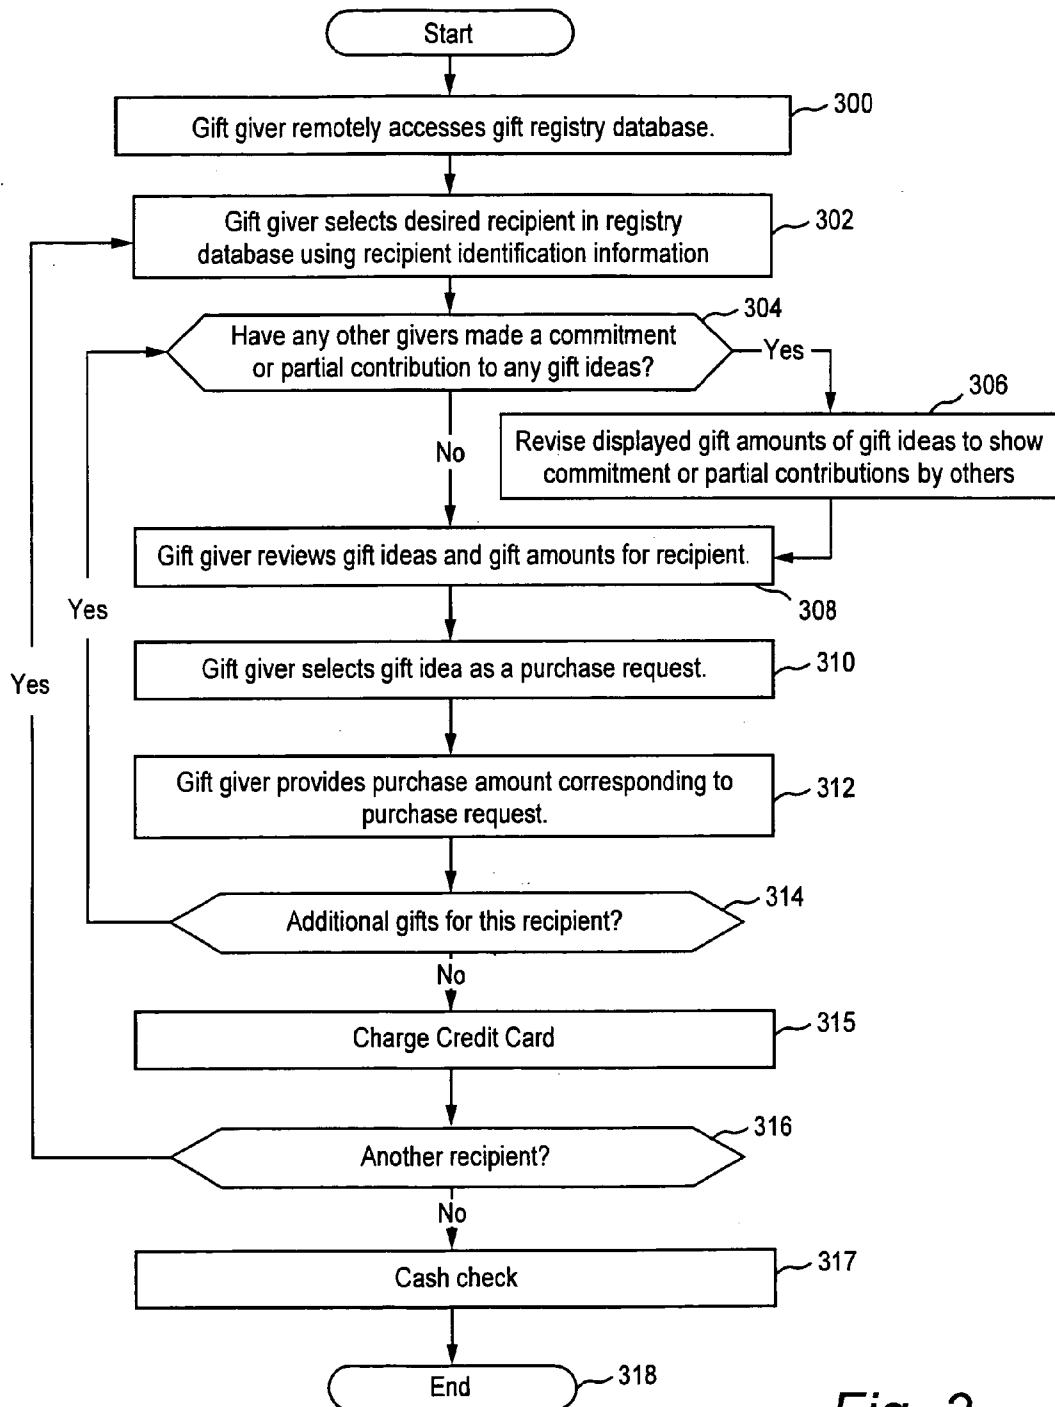 Start
Gift giver remotely accesses gift registry database.
300
Gift giver selects desired recipient in registry
database using recipient identification information
302
304
Have any other givers made a commitment
or partial contribution to any gift ideas?
Yes
306
Revise displayed gift amounts of gift ideas to show
commitment or partial contributions by others
No
Gift giver reviews gift ideas and gift amounts for recipient.
308
Yes
Yes
Gift giver selects gift idea as a purchase request.
310
Gift giver provides purchase amount corresponding to
purchase request.
312
Additional gifts for this recipient?
314
No
Charge Credit Card
315
Another recipient?
316
No
Cash check
317
End
318